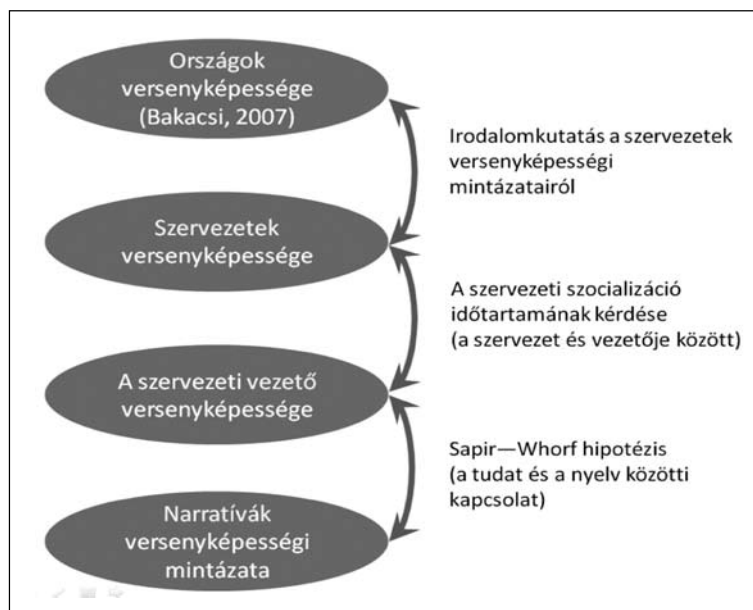 Országok
versenyképessége
(Bakacsi, 2007)
Irodalomkutatás a szervezetek
versenyképességi
mintázatairól
Szervezetek
versenyképessége
A szervezeti szocializáció
időtartamának kérdése
(a szervezet és vezetője között)
A szervezeti vezető
versenyképessége
Sapir—Whorf hipotézis
(a tudat és a nyelv közötti
kapcsolat)
Narratívák
versenyképességi
mintázata